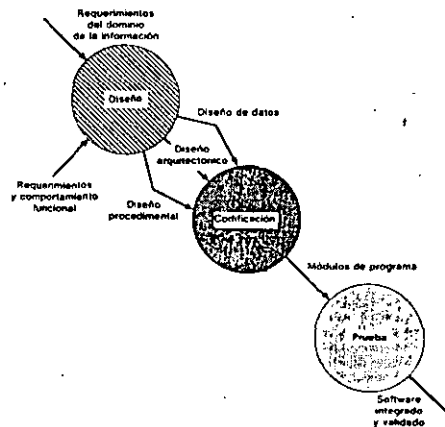 Requerimientos
del dominio
de la información
Diseño
Diseño de datos
Diseño
arquitectónico
Requerimientos
y comportamiento
funcional
Diseño
procedimental
Codificación
Módulos de programa
Prueba
Software
integrado
y validado